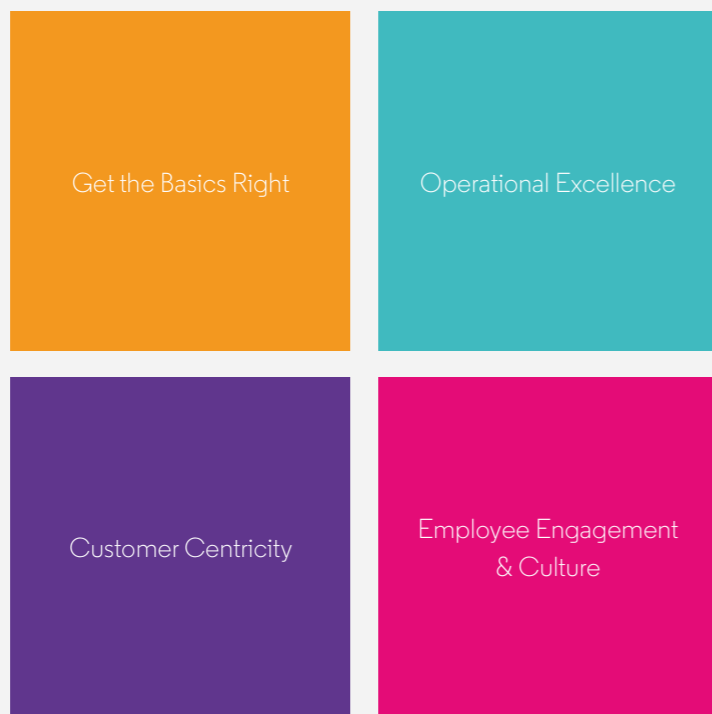 Get the Basics Right
Operational Excellence
Customer Centricity
Employee Engagement
& Culture